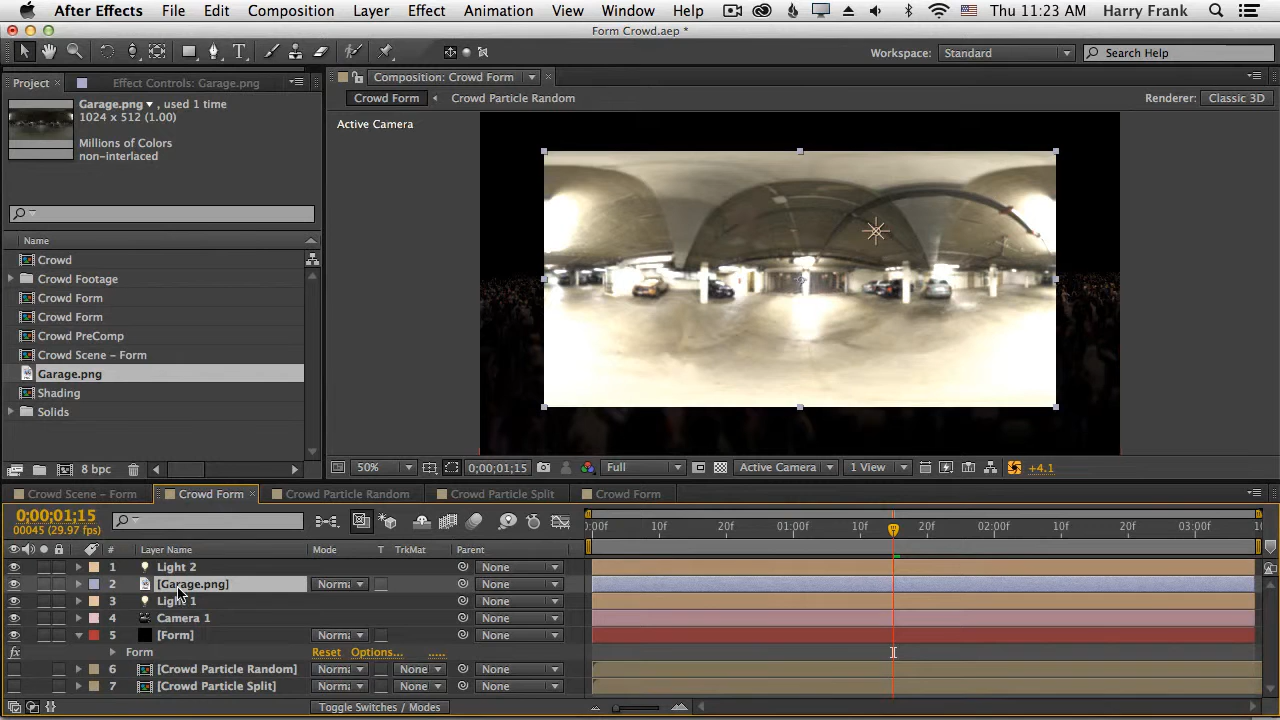 After Effects File Edit Composition Layer Effect Animation View Window Help Thu 11:23 AM Harry Frank
Form Crowd.aep *
Workspace: Standard Search Help
Project Effect Controls: Garage.png
Composition: Crowd Form
Garage.png , used 1 time
1024 x 512 (1.00)
Millions of Colors
non-interlaced
Crowd Form Crowd Particle Random Renderer: Classic 3D
Active Camera
Name
Crowd
Crowd Footage
Crowd Form
Crowd Form
Crowd PreComp
Crowd Scene – Form
Garage.png
Shading
Solids
8 bpc
50% 0;00;01;15 Full Active Camera 1 View +4.1
Crowd Scene – Form Crowd Form Crowd Particle Random Crowd Particle Split Crowd Form
0;00;01;15
00045 (29.97 fps)
:00f 10f 20f 01:00f 10f 20f 02:00f 10f 20f 03:00f
# Layer Name Mode T TrkMat Parent
1 Light 2 None
2 [Garage.png] Norma None
3 Light 1 None
4 Camera 1 None
5 [Form] Norma None
fx Form Reset Options... .....
6 [Crowd Particle Random] Norma None None
7 [Crowd Particle Split] Norma None None
Toggle Switches / Modes